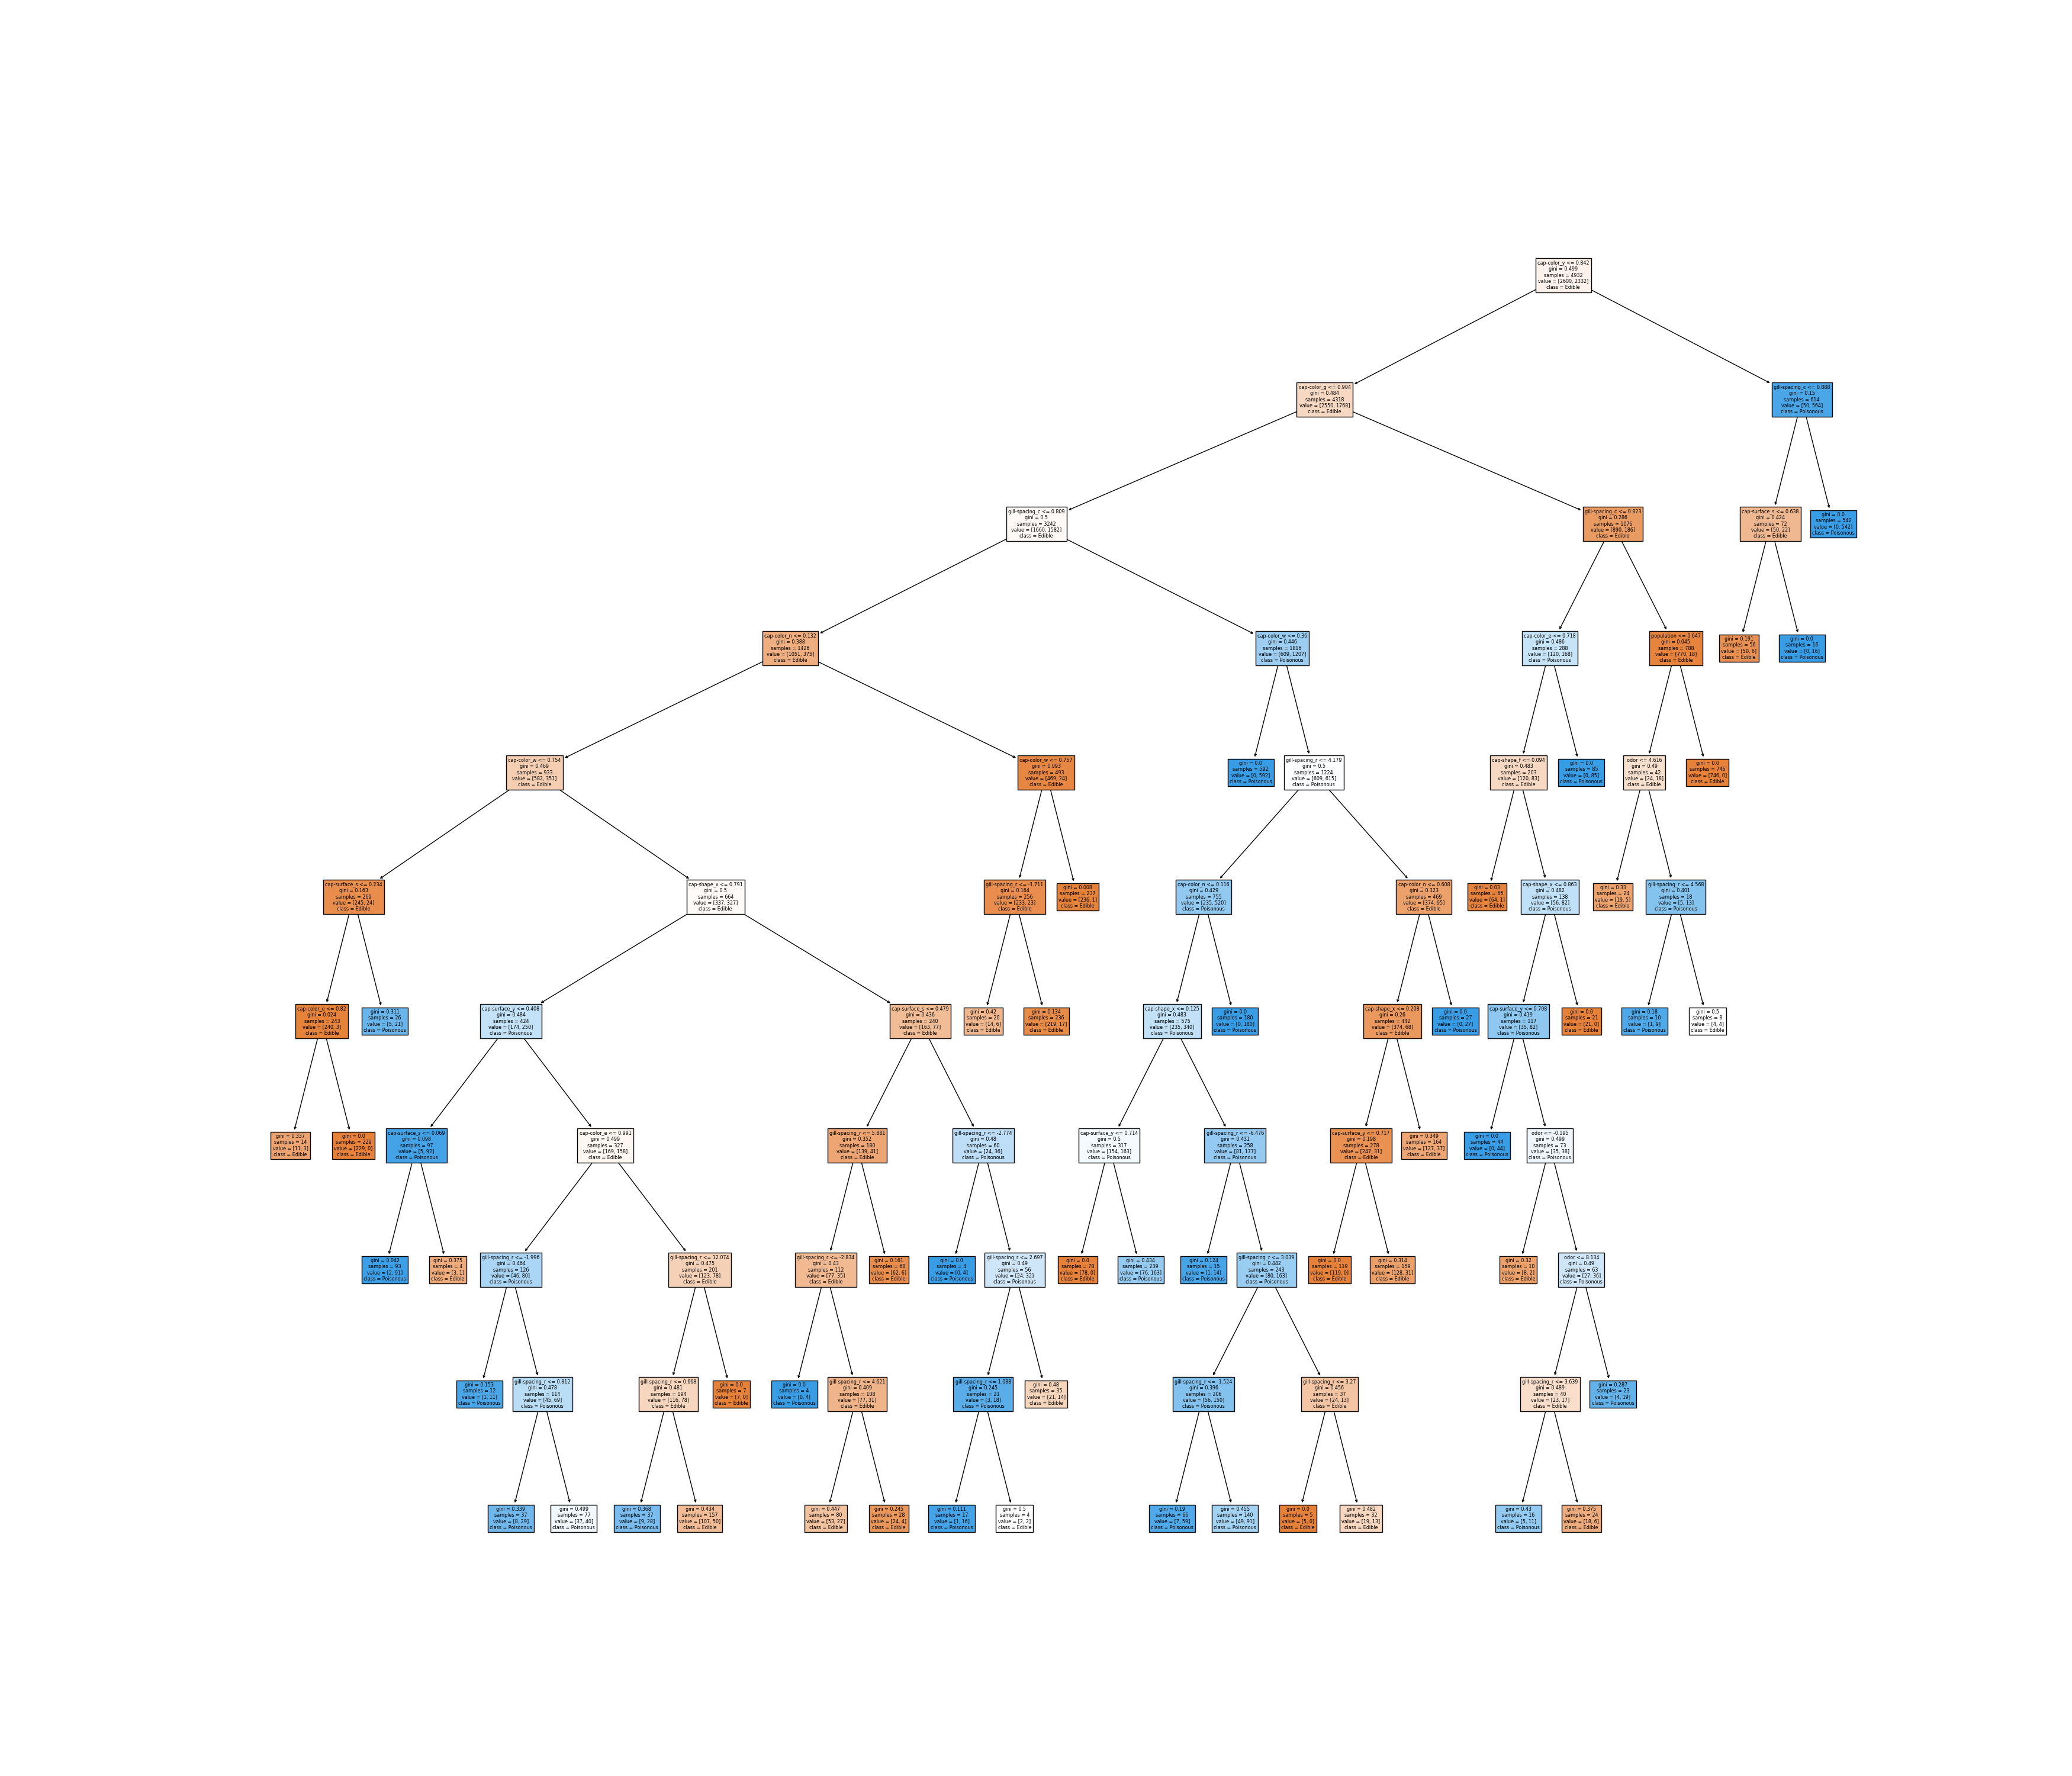 cap-color_y <= 0.842
gini = 0.499
samples = 4932
value = [2600, 2332]
class = Edible
cap-color_g <= 0.904
gini = 0.484
samples = 4318
value = [2550, 1768]
class = Edible
gill-spacing_c <= 0.888
gini = 0.15
samples = 614
value = [50, 564]
class = Poisonous
gill-spacing_c <= 0.809
gini = 0.5
samples = 3242
value = [1660, 1582]
class = Edible
gill-spacing_c <= 0.823
gini = 0.286
samples = 1076
value = [890, 186]
class = Edible
cap-surface_s <= 0.638
gini = 0.424
samples = 72
value = [50, 22]
class = Edible
gini = 0.0
samples = 542
value = [0, 542]
class = Poisonous
cap-color_n <= 0.132
gini = 0.388
samples = 1426
value = [1051, 375]
class = Edible
cap-color_w <= 0.36
gini = 0.446
samples = 1816
value = [609, 1207]
class = Poisonous
cap-color_e <= 0.718
gini = 0.486
samples = 288
value = [120, 168]
class = Poisonous
population <= 0.647
gini = 0.045
samples = 788
value = [770, 18]
class = Edible
gini = 0.191
samples = 56
value = [50, 6]
class = Edible
gini = 0.0
samples = 16
value = [0, 16]
class = Poisonous
cap-color_w <= 0.754
gini = 0.469
samples = 933
value = [582, 351]
class = Edible
cap-color_w <= 0.757
gini = 0.093
samples = 493
value = [469, 24]
class = Edible
gini = 0.0
samples = 592
value = [0, 592]
class = Poisonous
gill-spacing_r <= 4.179
gini = 0.5
samples = 1224
value = [609, 615]
class = Poisonous
cap-shape_f <= 0.094
gini = 0.483
samples = 203
value = [120, 83]
class = Edible
gini = 0.0
samples = 85
value = [0, 85]
class = Poisonous
odor <= 4.616
gini = 0.49
samples = 42
value = [24, 18]
class = Edible
gini = 0.0
samples = 746
value = [746, 0]
class = Edible
cap-surface_s <= 0.234
gini = 0.163
samples = 269
value = [245, 24]
class = Edible
cap-shape_x <= 0.791
gini = 0.5
samples = 664
value = [337, 327]
class = Edible
gill-spacing_r <= -1.711
gini = 0.164
samples = 256
value = [233, 23]
class = Edible
gini = 0.008
samples = 237
value = [236, 1]
class = Edible
cap-color_n <= 0.116
gini = 0.429
samples = 755
value = [235, 520]
class = Poisonous
cap-color_n <= 0.608
gini = 0.323
samples = 469
value = [374, 95]
class = Edible
gini = 0.03
samples = 65
value = [64, 1]
class = Edible
cap-shape_x <= 0.863
gini = 0.482
samples = 138
value = [56, 82]
class = Poisonous
gini = 0.33
samples = 24
value = [19, 5]
class = Edible
gill-spacing_r <= 4.568
gini = 0.401
samples = 18
value = [5, 13]
class = Poisonous
cap-color_e <= 0.82
gini = 0.024
samples = 243
value = [240, 3]
class = Edible
gini = 0.311
samples = 26
value = [5, 21]
class = Poisonous
cap-surface_y <= 0.408
gini = 0.484
samples = 424
value = [174, 250]
class = Poisonous
cap-surface_s <= 0.479
gini = 0.436
samples = 240
value = [163, 77]
class = Edible
gini = 0.42
samples = 20
value = [14, 6]
class = Edible
gini = 0.134
samples = 236
value = [219, 17]
class = Edible
cap-shape_x <= 0.125
gini = 0.483
samples = 575
value = [235, 340]
class = Poisonous
gini = 0.0
samples = 180
value = [0, 180]
class = Poisonous
cap-shape_x <= 0.208
gini = 0.26
samples = 442
value = [374, 68]
class = Edible
gini = 0.0
samples = 27
value = [0, 27]
class = Poisonous
cap-surface_y <= 0.708
gini = 0.419
samples = 117
value = [35, 82]
class = Poisonous
gini = 0.0
samples = 21
value = [21, 0]
class = Edible
gini = 0.18
samples = 10
value = [1, 9]
class = Poisonous
gini = 0.5
samples = 8
value = [4, 4]
class = Edible
gini = 0.337
samples = 14
value = [11, 3]
class = Edible
gini = 0.0
samples = 229
value = [229, 0]
class = Edible
cap-surface_s <= 0.069
gini = 0.098
samples = 97
value = [5, 92]
class = Poisonous
cap-color_e <= 0.991
gini = 0.499
samples = 327
value = [169, 158]
class = Edible
gill-spacing_r <= 5.881
gini = 0.352
samples = 180
value = [139, 41]
class = Edible
gill-spacing_r <= -2.774
gini = 0.48
samples = 60
value = [24, 36]
class = Poisonous
cap-surface_y <= 0.714
gini = 0.5
samples = 317
value = [154, 163]
class = Poisonous
gill-spacing_r <= -6.476
gini = 0.431
samples = 258
value = [81, 177]
class = Poisonous
cap-surface_y <= 0.717
gini = 0.198
samples = 278
value = [247, 31]
class = Edible
gini = 0.349
samples = 164
value = [127, 37]
class = Edible
gini = 0.0
samples = 44
value = [0, 44]
class = Poisonous
odor <= -0.195
gini = 0.499
samples = 73
value = [35, 38]
class = Poisonous
gini = 0.042
samples = 93
value = [2, 91]
class = Poisonous
gini = 0.375
samples = 4
value = [3, 1]
class = Edible
gill-spacing_r <= -1.996
gini = 0.464
samples = 126
value = [46, 80]
class = Poisonous
gill-spacing_r <= 12.074
gini = 0.475
samples = 201
value = [123, 78]
class = Edible
gill-spacing_r <= -2.834
gini = 0.43
samples = 112
value = [77, 35]
class = Edible
gini = 0.161
samples = 68
value = [62, 6]
class = Edible
gini = 0.0
samples = 4
value = [0, 4]
class = Poisonous
gill-spacing_r <= 2.697
gini = 0.49
samples = 56
value = [24, 32]
class = Poisonous
gini = 0.0
samples = 78
value = [78, 0]
class = Edible
gini = 0.434
samples = 239
value = [76, 163]
class = Poisonous
gini = 0.124
samples = 15
value = [1, 14]
class = Poisonous
gill-spacing_r <= 3.039
gini = 0.442
samples = 243
value = [80, 163]
class = Poisonous
gini = 0.0
samples = 119
value = [119, 0]
class = Edible
gini = 0.314
samples = 159
value = [128, 31]
class = Edible
gini = 0.32
samples = 10
value = [8, 2]
class = Edible
odor <= 8.134
gini = 0.49
samples = 63
value = [27, 36]
class = Poisonous
gini = 0.153
samples = 12
value = [1, 11]
class = Poisonous
gill-spacing_r <= 0.812
gini = 0.478
samples = 114
value = [45, 69]
class = Poisonous
gill-spacing_r <= 0.668
gini = 0.481
samples = 194
value = [116, 78]
class = Edible
gini = 0.0
samples = 7
value = [7, 0]
class = Edible
gini = 0.0
samples = 4
value = [0, 4]
class = Poisonous
gill-spacing_r <= 4.621
gini = 0.409
samples = 108
value = [77, 31]
class = Edible
gill-spacing_r <= 1.088
gini = 0.245
samples = 21
value = [3, 18]
class = Poisonous
gini = 0.48
samples = 35
value = [21, 14]
class = Edible
gill-spacing_r <= -1.524
gini = 0.396
samples = 206
value = [56, 150]
class = Poisonous
gill-spacing_r <= 3.27
gini = 0.456
samples = 37
value = [24, 13]
class = Edible
gill-spacing_r <= 3.639
gini = 0.489
samples = 40
value = [23, 17]
class = Edible
gini = 0.287
samples = 23
value = [4, 19]
class = Poisonous
gini = 0.339
samples = 37
value = [8, 29]
class = Poisonous
gini = 0.499
samples = 77
value = [37, 40]
class = Poisonous
gini = 0.368
samples = 37
value = [9, 28]
class = Poisonous
gini = 0.434
samples = 157
value = [107, 50]
class = Edible
gini = 0.447
samples = 80
value = [53, 27]
class = Edible
gini = 0.245
samples = 28
value = [24, 4]
class = Edible
gini = 0.111
samples = 17
value = [1, 16]
class = Poisonous
gini = 0.5
samples = 4
value = [2, 2]
class = Edible
gini = 0.19
samples = 66
value = [7, 59]
class = Poisonous
gini = 0.455
samples = 140
value = [49, 91]
class = Poisonous
gini = 0.0
samples = 5
value = [5, 0]
class = Edible
gini = 0.482
samples = 32
value = [19, 13]
class = Edible
gini = 0.43
samples = 16
value = [5, 11]
class = Poisonous
gini = 0.375
samples = 24
value = [18, 6]
class = Edible